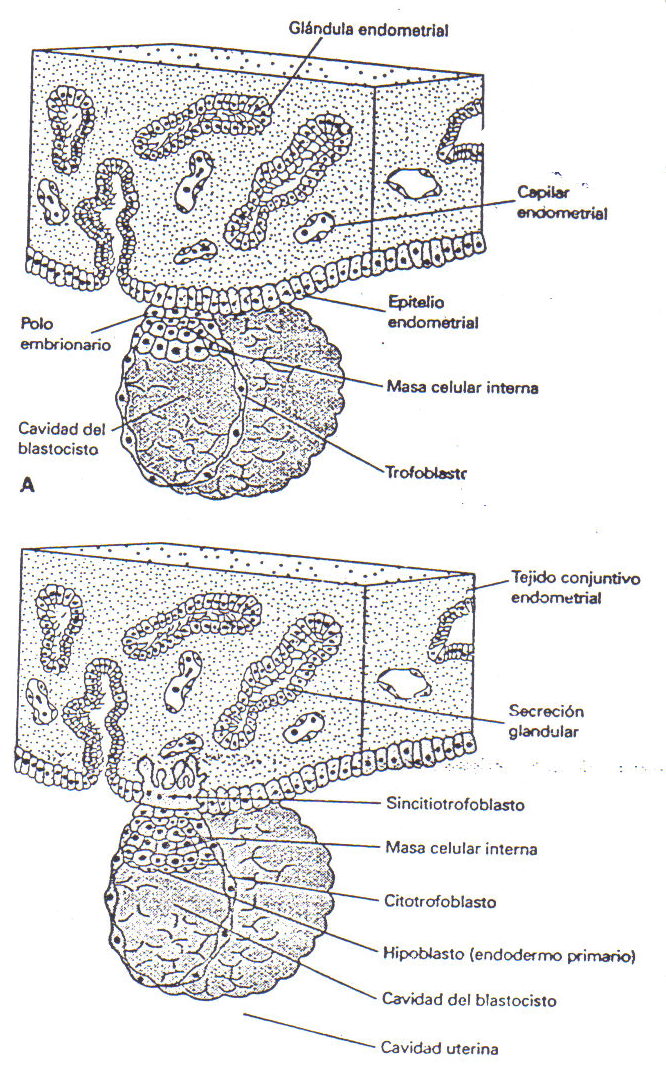 Glándula endometrial
Capilar
endometrial
Epitelio
endometrial
Polo
embrionario
Masa celular interna
Cavidad del
blastocisto
Trofoblasto
A
Tejido conjuntivo
endometrial
Secreción
glandular
Sincitiotrofoblasto
Masa celular interna
Citotrofoblasto
Hipoblasto (endodermo primario)
Cavidad del blastocisto
Cavidad uterina